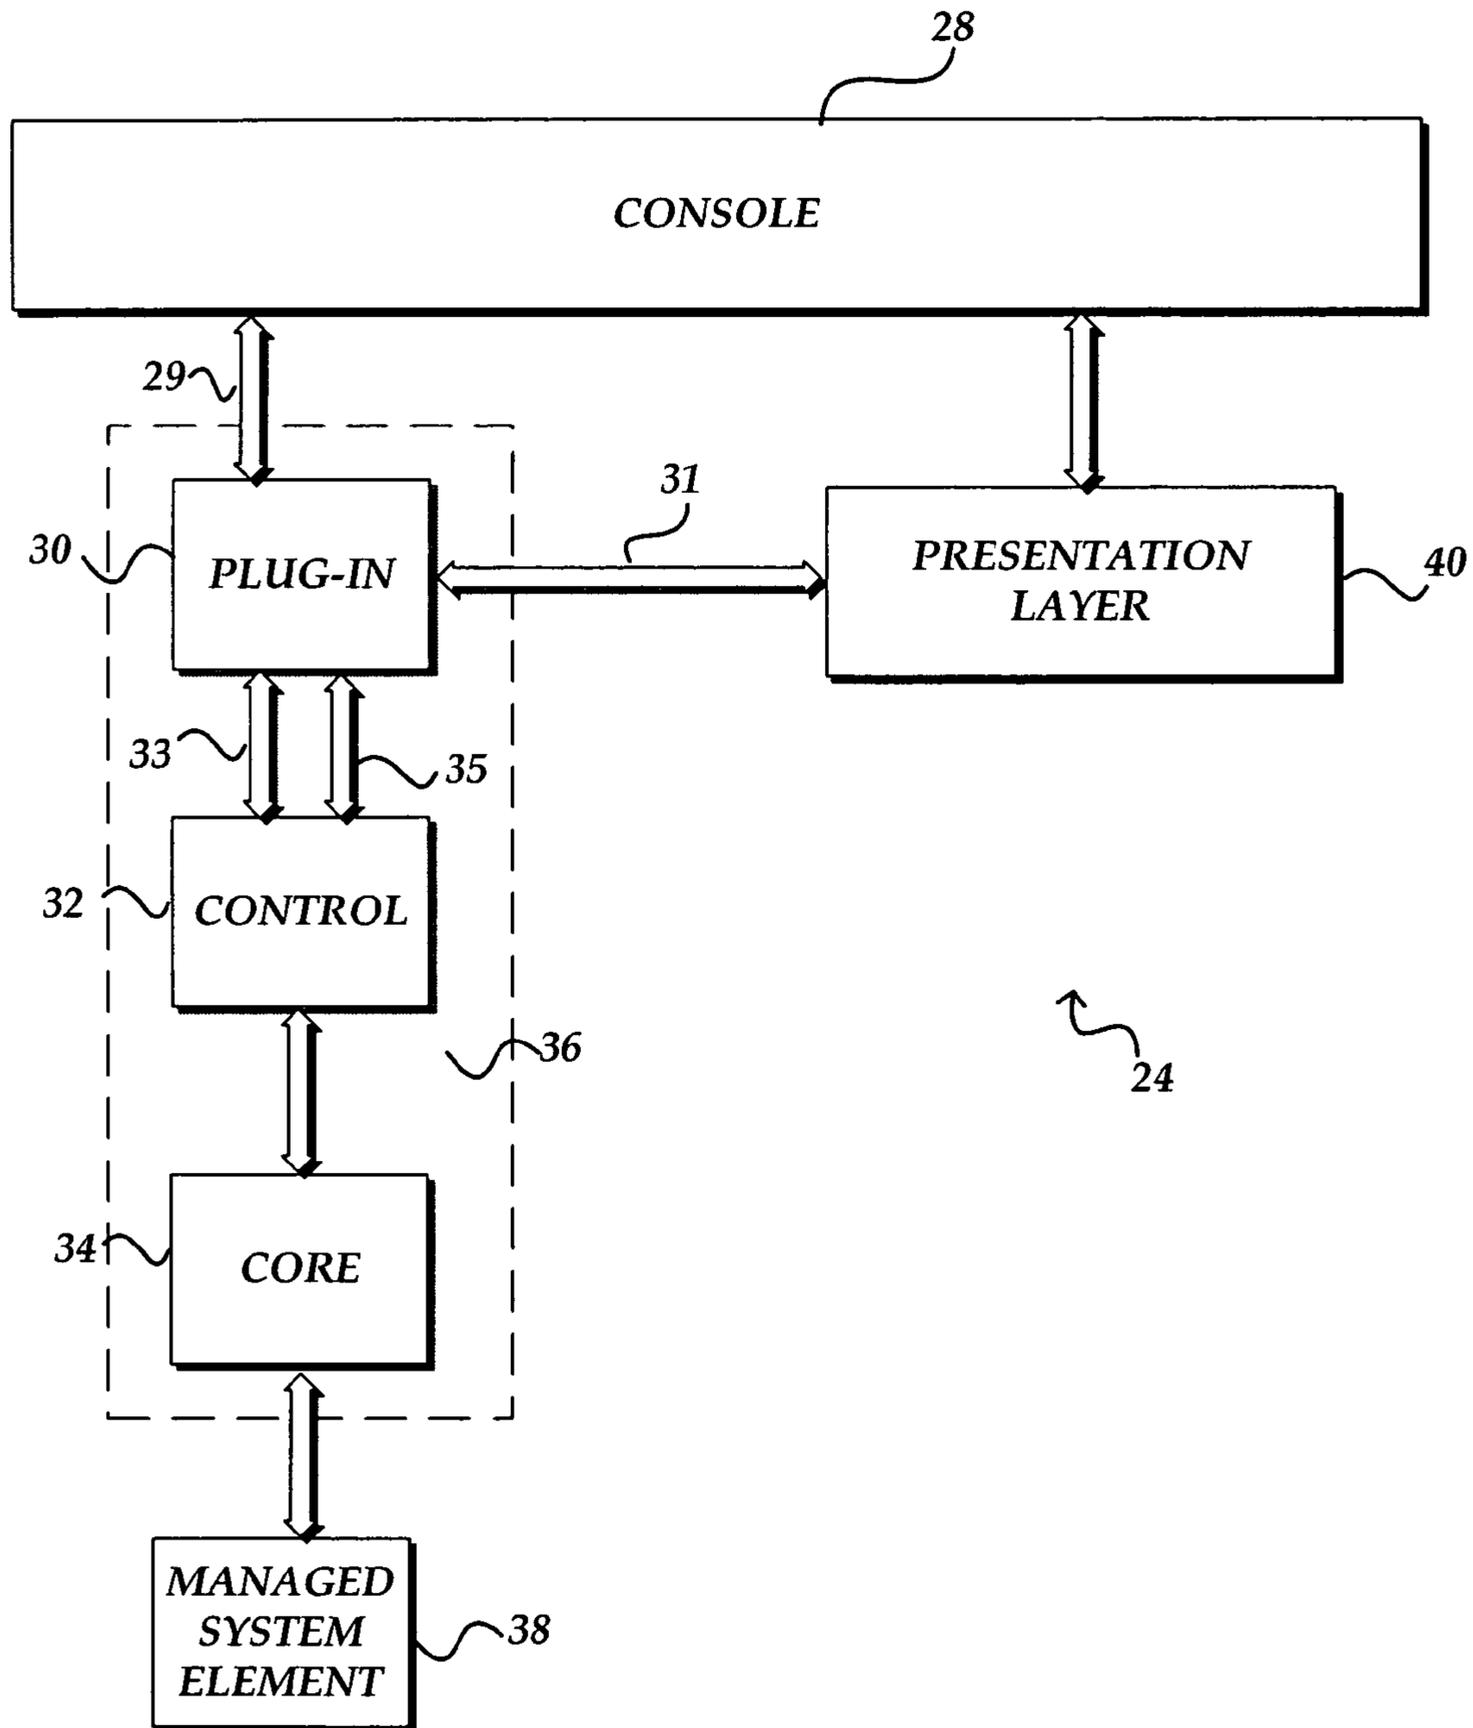 28
CONSOLE
29
31
30
PLUG-IN
PRESENTATION
LAYER
40
33
35
32
CONTROL
36
24
34
CORE
MANAGED
SYSTEM
ELEMENT
38